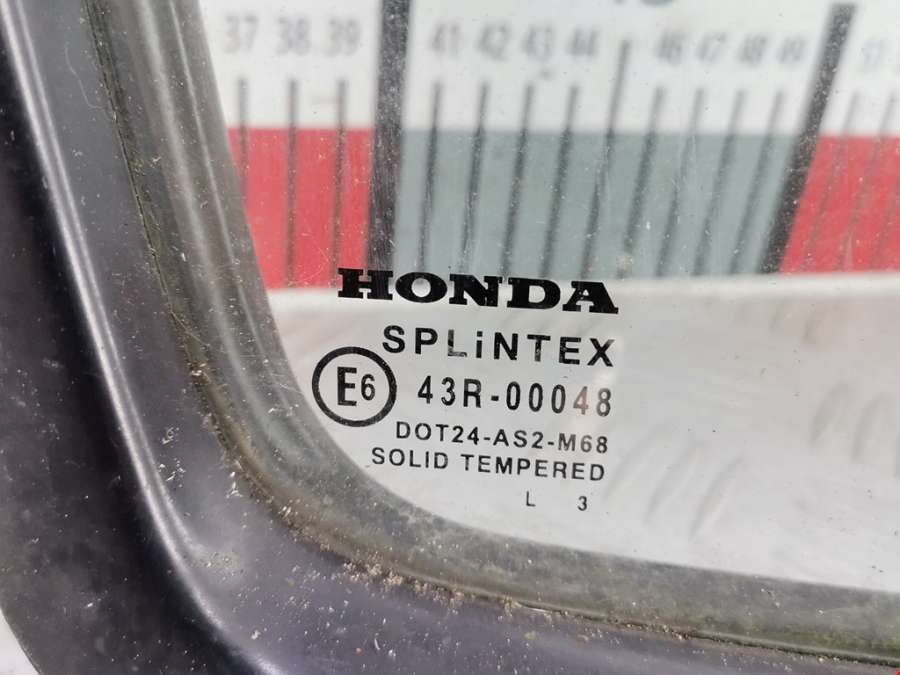 37 38 39 41 42 43 44 46 47 48 49
HONDA
SPLiNTEX
E6 43R-00048
DOT24-AS2-M68
SOLID TEMPERED
L 3